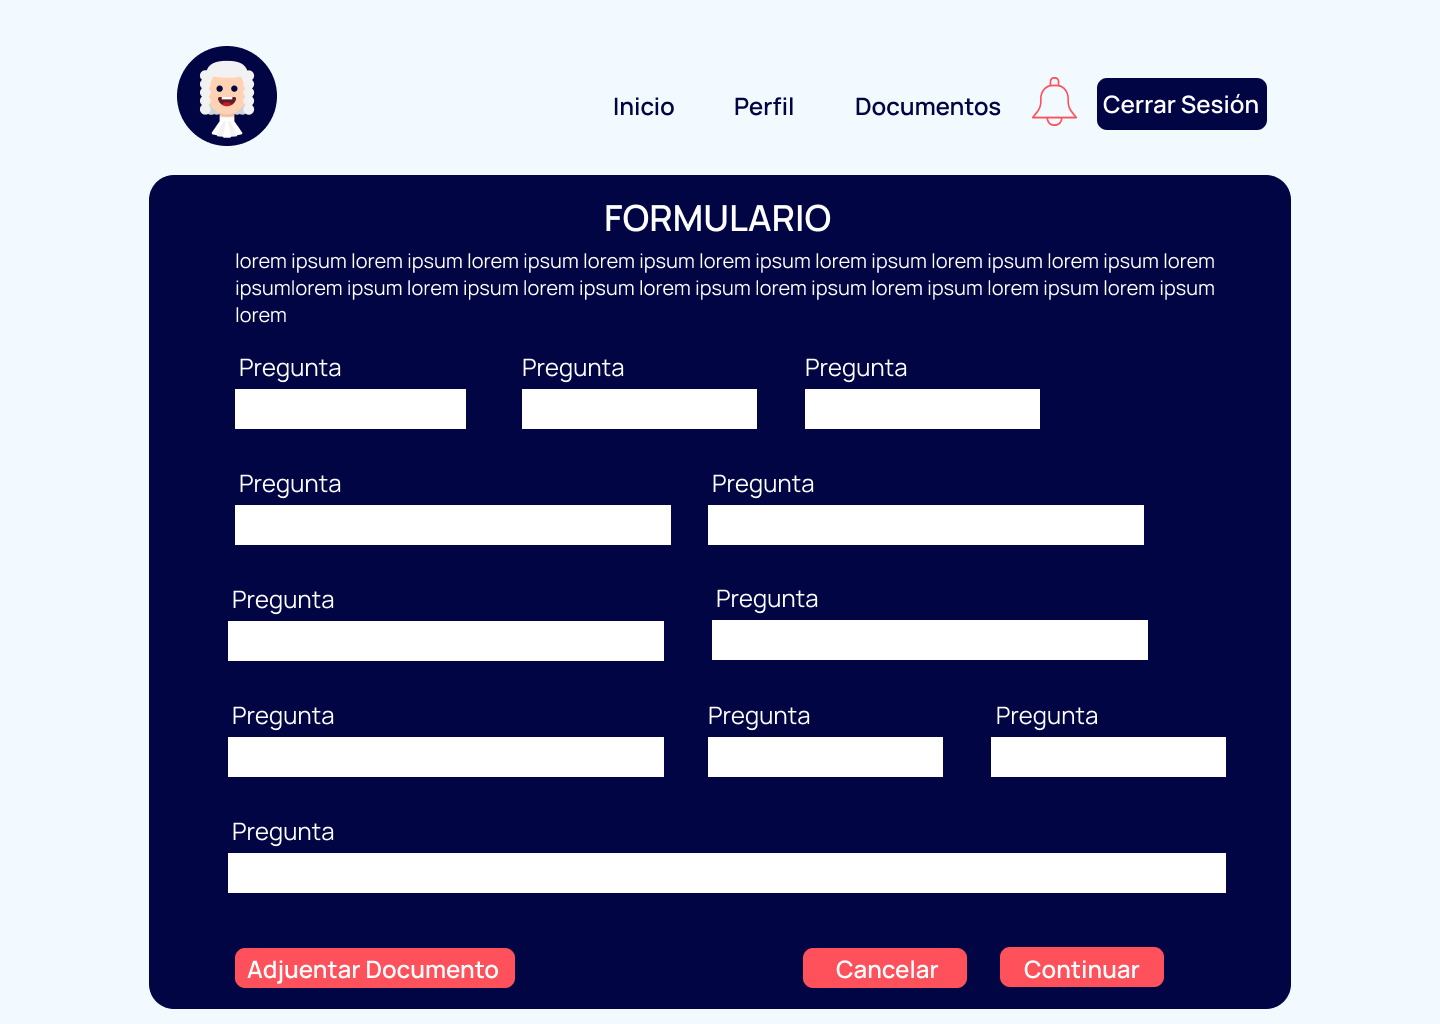 Inicio Perfil Documentos Cerrar Sesión
FORMULARIO
lorem ipsum lorem ipsum lorem ipsum lorem ipsum lorem ipsum lorem ipsum lorem ipsum lorem ipsum lorem
ipsumlorem ipsum lorem ipsum lorem ipsum lorem ipsum lorem ipsum lorem ipsum lorem ipsum lorem ipsum
lorem
Pregunta Pregunta Pregunta
Pregunta Pregunta
Pregunta Pregunta
Pregunta Pregunta Pregunta
Pregunta
Adjuentar Documento Cancelar Continuar